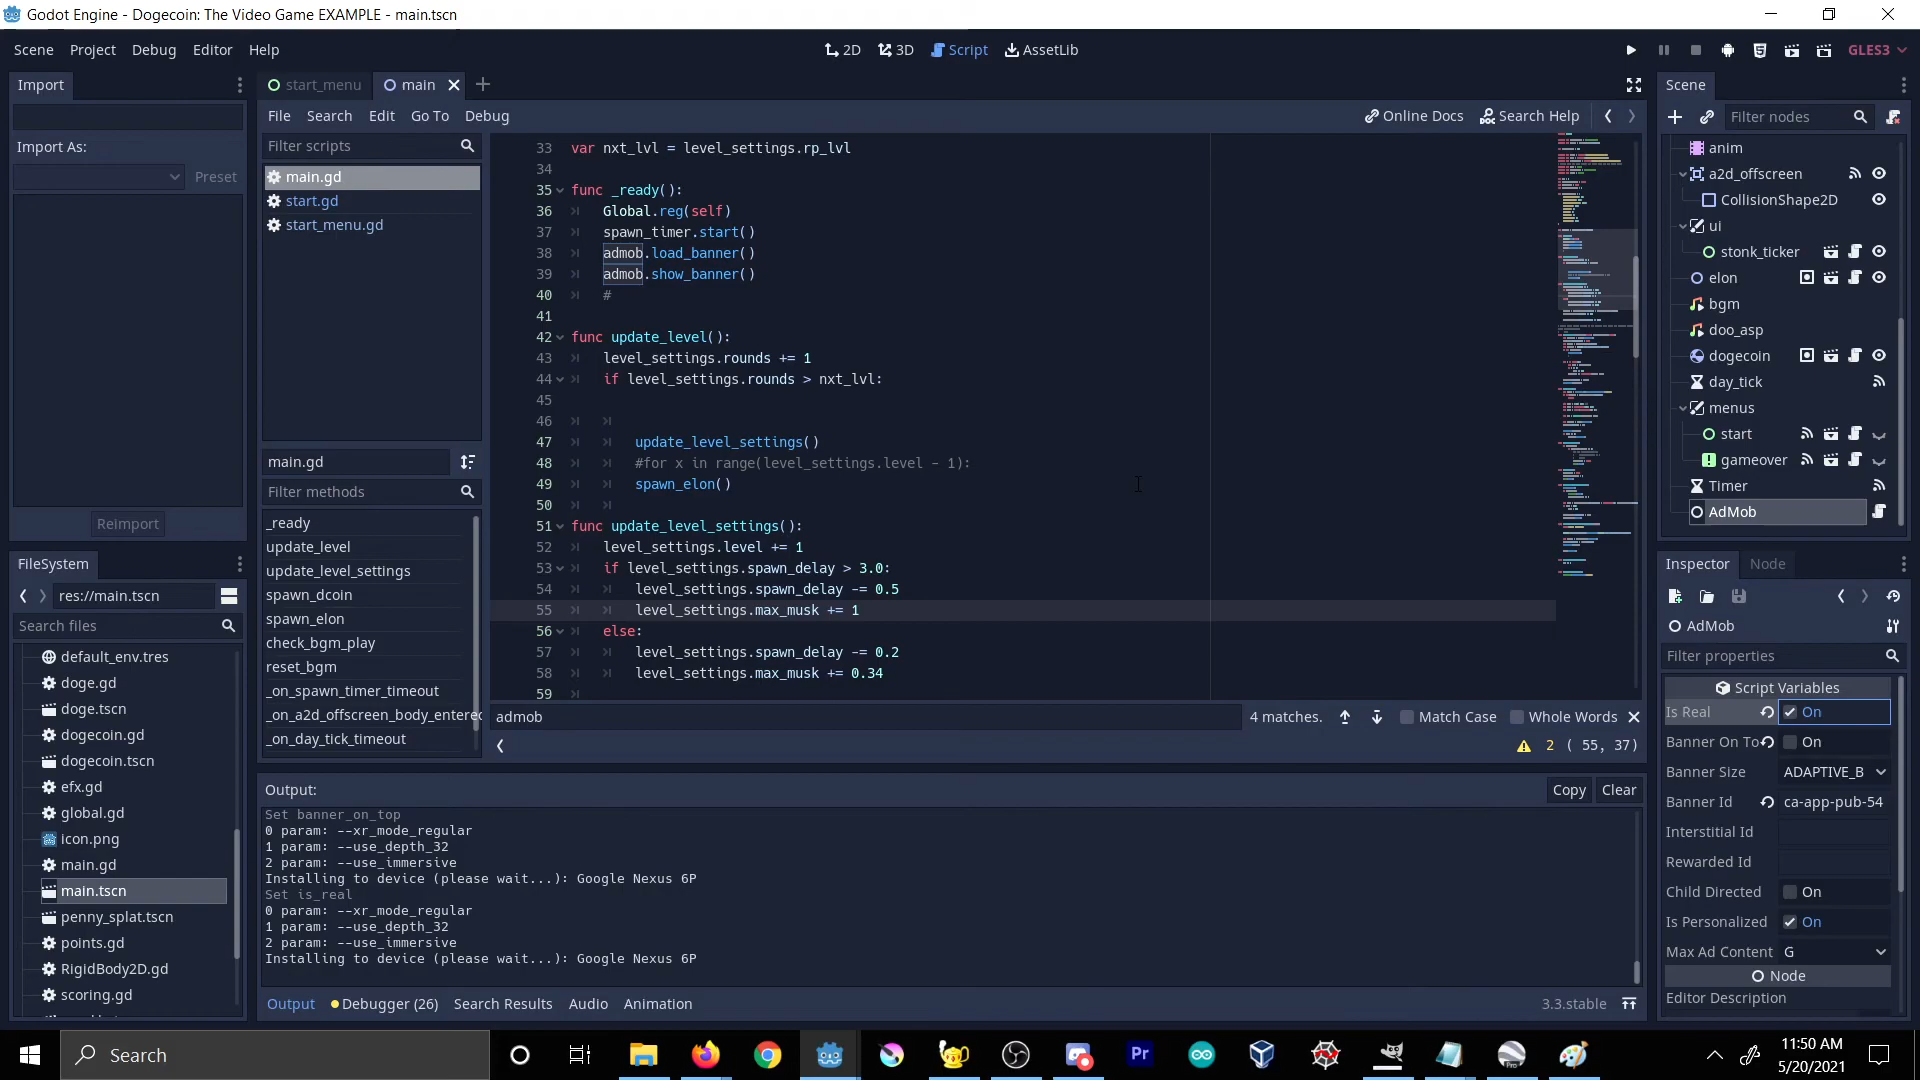 Godot Engine - Dogecoin: The Video Game EXAMPLE - main.tscn
Scene Project Debug Editor Help
2D 3D Script AssetLib
GLES3
Import
Import As:
Preset
Reimport
FileSystem
res://main.tscn
Search files
default_env.tres
doge.gd
doge.tscn
dogecoin.gd
dogecoin.tscn
efx.gd
global.gd
icon.png
main.gd
main.tscn
penny_splat.tscn
points.gd
RigidBody2D.gd
scoring.gd
start_menu main
File Search Edit Go To Debug
Online Docs Search Help
Filter scripts
main.gd
start.gd
start_menu.gd
main.gd
Filter methods
_ready
update_level
update_level_settings
spawn_dcoin
spawn_elon
check_bgm_play
reset_bgm
_on_spawn_timer_timeout
_on_a2d_offscreen_body_entered
_on_day_tick_timeout
33 var nxt_lvl = level_settings.rp_lvl
34
35 func _ready():
36 Global.reg(self)
37 spawn_timer.start()
38 admob.load_banner()
39 admob.show_banner()
40 #
41
42 func update_level():
43 level_settings.rounds += 1
44 if level_settings.rounds > nxt_lvl:
45
46
47 update_level_settings()
48 #for x in range(level_settings.level - 1):
49 spawn_elon()
50
51 func update_level_settings():
52 level_settings.level += 1
53 if level_settings.spawn_delay > 3.0:
54 level_settings.spawn_delay -= 0.5
55 level_settings.max_musk += 1
56 else:
57 level_settings.spawn_delay -= 0.2
58 level_settings.max_musk += 0.34
59
admob 4 matches. Match Case Whole Words
2 ( 55, 37)
Output:
Copy Clear
Set banner_on_top
0 param: --xr_mode_regular
1 param: --use_depth_32
2 param: --use_immersive
Installing to device (please wait...): Google Nexus 6P
Set is_real
0 param: --xr_mode_regular
1 param: --use_depth_32
2 param: --use_immersive
Installing to device (please wait...): Google Nexus 6P
Output Debugger (26) Search Results Audio Animation
3.3.stable
Scene
Filter nodes
anim
a2d_offscreen
CollisionShape2D
ui
stonk_ticker
elon
bgm
doo_asp
dogecoin
day_tick
menus
start
gameover
Timer
AdMob
Inspector Node
AdMob
Filter properties
Script Variables
Is Real On
Banner On To On
Banner Size ADAPTIVE_B
Banner Id ca-app-pub-54
Interstitial Id
Rewarded Id
Child Directed On
Is Personalized On
Max Ad Content G
Node
Editor Description
Search
Pr
11:50 AM
5/20/2021